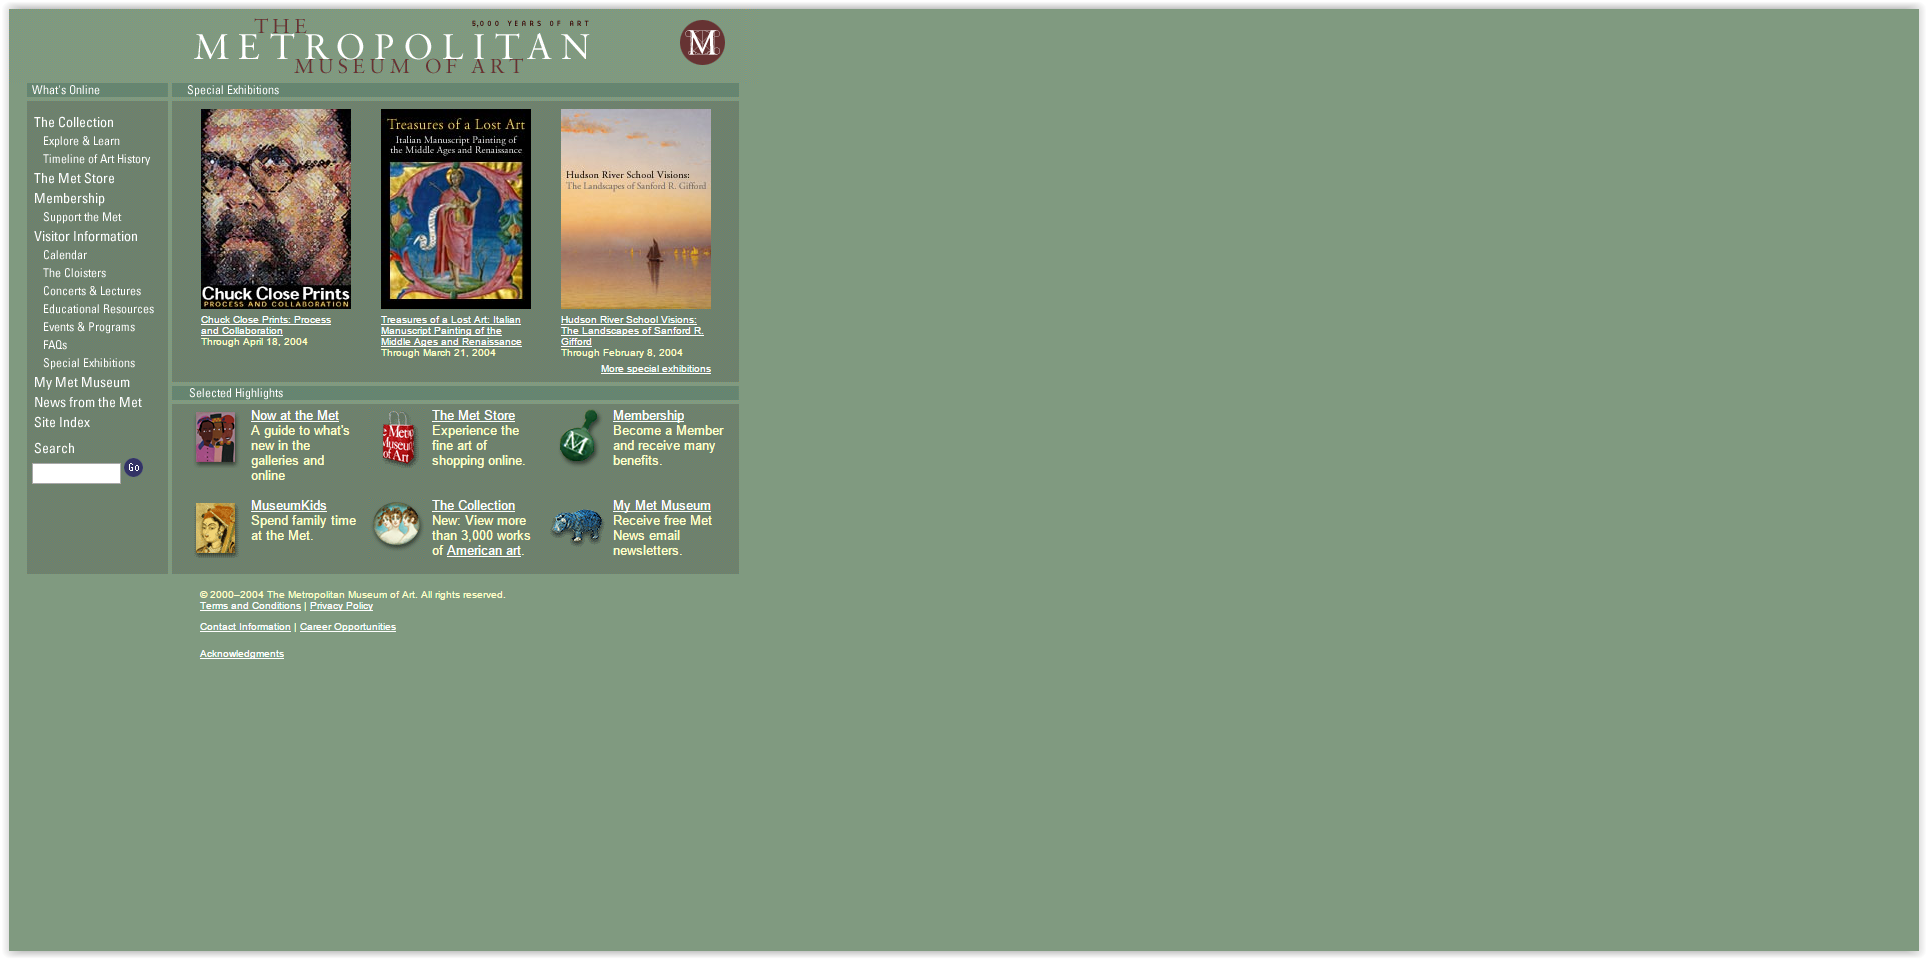 5,000 YEARS OF ART
THE
METROPOLITAN
MUSEUM OF ART
M
What's Online
The Collection
Explore & Learn
Timeline of Art History
The Met Store
Membership
Support the Met
Visitor Information
Calendar
The Cloisters
Concerts & Lectures
Educational Resources
Events & Programs
FAQs
Special Exhibitions
My Met Museum
News from the Met
Site Index
Search
Go
Special Exhibitions
Chuck Close Prints
PROCESS AND COLLABORATION
Chuck Close Prints: Process
and Collaboration
Through April 18, 2004
Treasures of a Lost Art
Italian Manuscript Painting of
the Middle Ages and Renaissance
Treasures of a Lost Art: Italian
Manuscript Painting of the
Middle Ages and Renaissance
Through March 21, 2004
Hudson River School Visions:
The Landscapes of Sanford R. Gifford
Hudson River School Visions:
The Landscapes of Sanford R.
Gifford
Through February 8, 2004
More special exhibitions
Selected Highlights
Now at the Met
A guide to what's
new in the
galleries and
online
e Metro
Museum
of Art
The Met Store
Experience the
fine art of
shopping online.
M
Membership
Become a Member
and receive many
benefits.
MuseumKids
Spend family time
at the Met.
The Collection
New: View more
than 3,000 works
of American art.
My Met Museum
Receive free Met
News email
newsletters.
© 2000–2004 The Metropolitan Museum of Art. All rights reserved.
Terms and Conditions | Privacy Policy
Contact Information | Career Opportunities
Acknowledgments